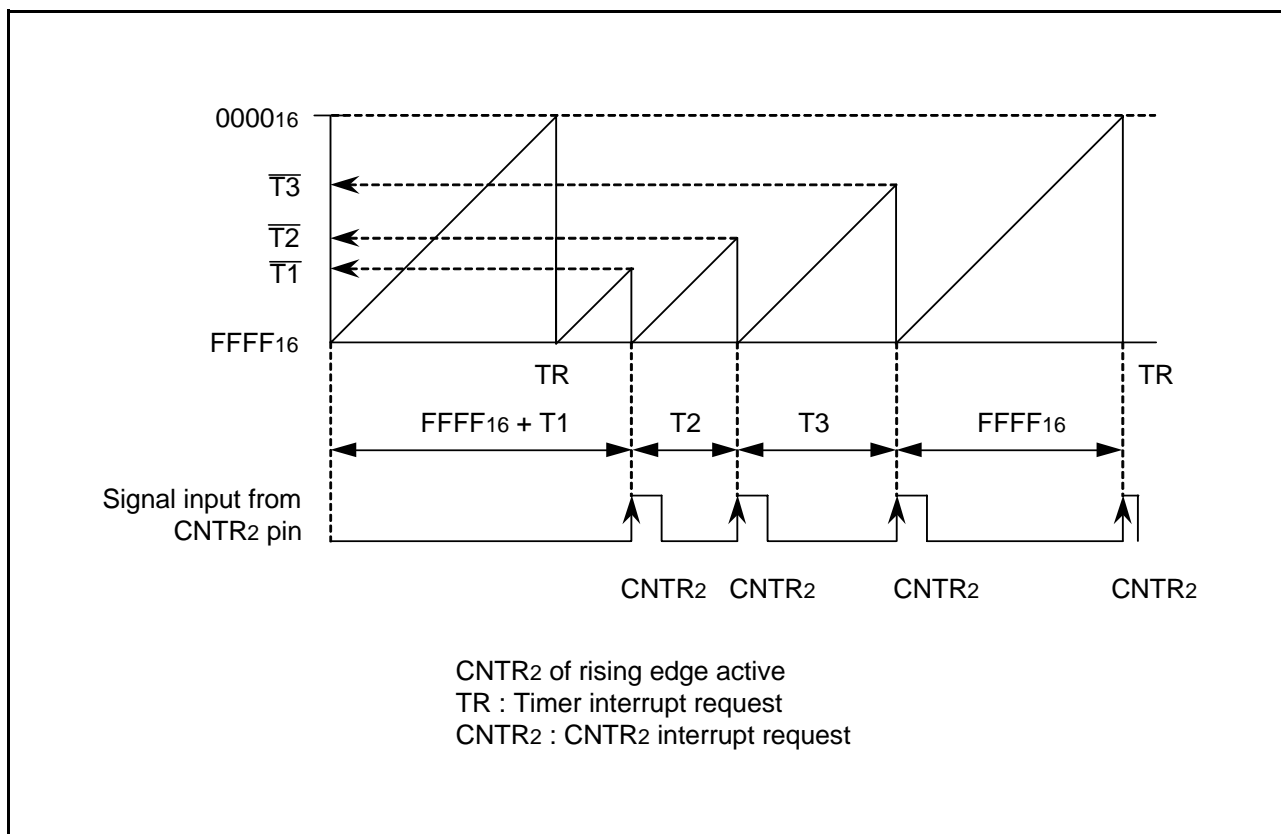 000016
T3
T2
T1
FFFF16
TR
TR
FFFF16 + T1
T2
T3
FFFF16
Signal input from
CNTR2 pin
CNTR2
CNTR2
CNTR2
CNTR2
CNTR2 of rising edge active
TR : Timer interrupt request
CNTR2 : CNTR2 interrupt request